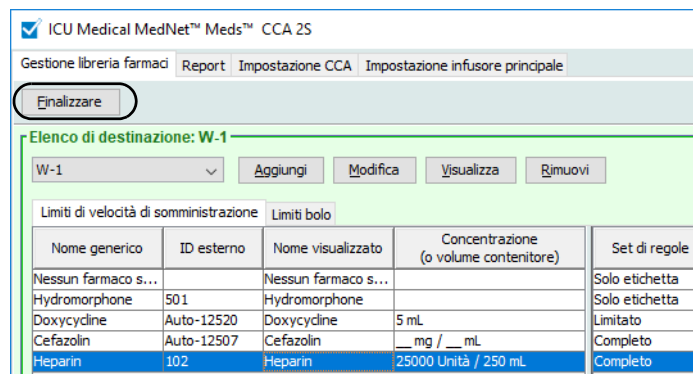 ICU Medical MedNet™ Meds™ CCA 2S
Gestione libreria farmaci Report Impostazione CCA Impostazione infusore principale
Finalizzare
Elenco di destinazione: W-1
W-1 Aggiungi Modifica Visualizza Rimuovi
Limiti di velocità di somministrazione Limiti bolo
Nome generico ID esterno Nome visualizzato Concentrazione (o volume contenitore) Set di regole
Nessun farmaco s... Nessun farmaco s... Solo etichetta
Hydromorphone 501 Hydromorphone Solo etichetta
Doxycycline Auto-12520 Doxycycline 5 mL Limitato
Cefazolin Auto-12507 Cefazolin __ mg / __ mL Completo
Heparin 102 Heparin 25000 Unità / 250 mL Completo